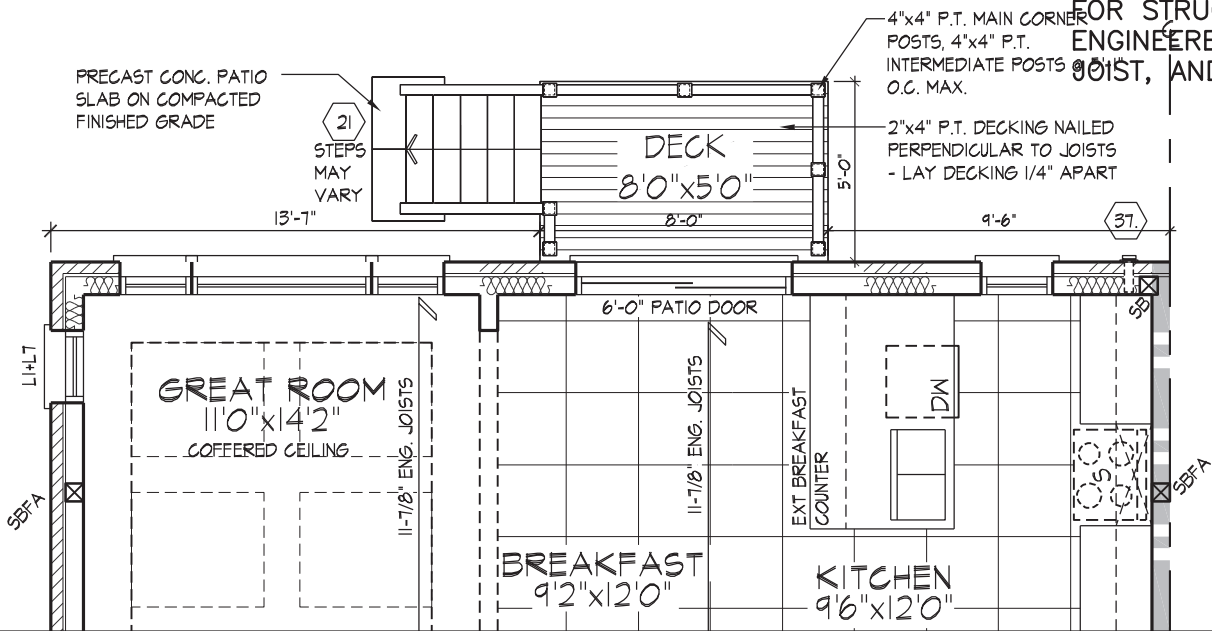 4"x4" P.T. MAIN CORNER
POSTS, 4"x4" P.T.
INTERMEDIATE POSTS @ 5'-1"
O.C. MAX.
FOR STRU
ENGINEERE
JOIST, AND
PRECAST CONC. PATIO
SLAB ON COMPACTED
FINISHED GRADE
21
STEPS
MAY
VARY
DECK
8'0"x5'0"
2"x4" P.T. DECKING NAILED
PERPENDICULAR TO JOISTS
- LAY DECKING 1/4" APART
5'-0"
13'-7"
8'-0"
9'-6"
37.
6'-0" PATIO DOOR
SB
L1+L7
GREAT ROOM
11'0"x14'2"
COFFERED CEILING
11-7/8" ENG. JOISTS
11-7/8" ENG. JOISTS
EXT BREAKFAST
COUNTER
DW
S
SBFA
SBFA
BREAKFAST
9'2"x12'0"
KITCHEN
9'6"x12'0"